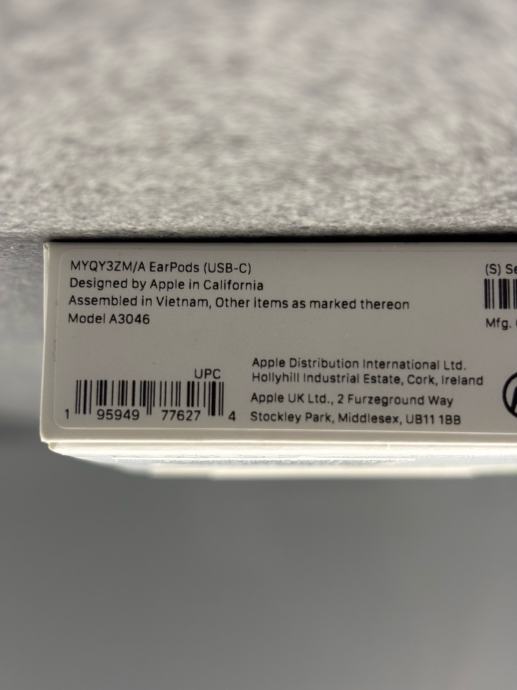 MYQY3ZM/A EarPods (USB-C)
Designed by Apple in California
Assembled in Vietnam, Other items as marked thereon
Model A3046
UPC
1 95949 77627 4
Apple Distribution International Ltd.
Hollyhill Industrial Estate, Cork, Ireland
Apple UK Ltd., 2 Furzeground Way
Stockley Park, Middlesex, UB11 1BB
(S) Se
Mfg.